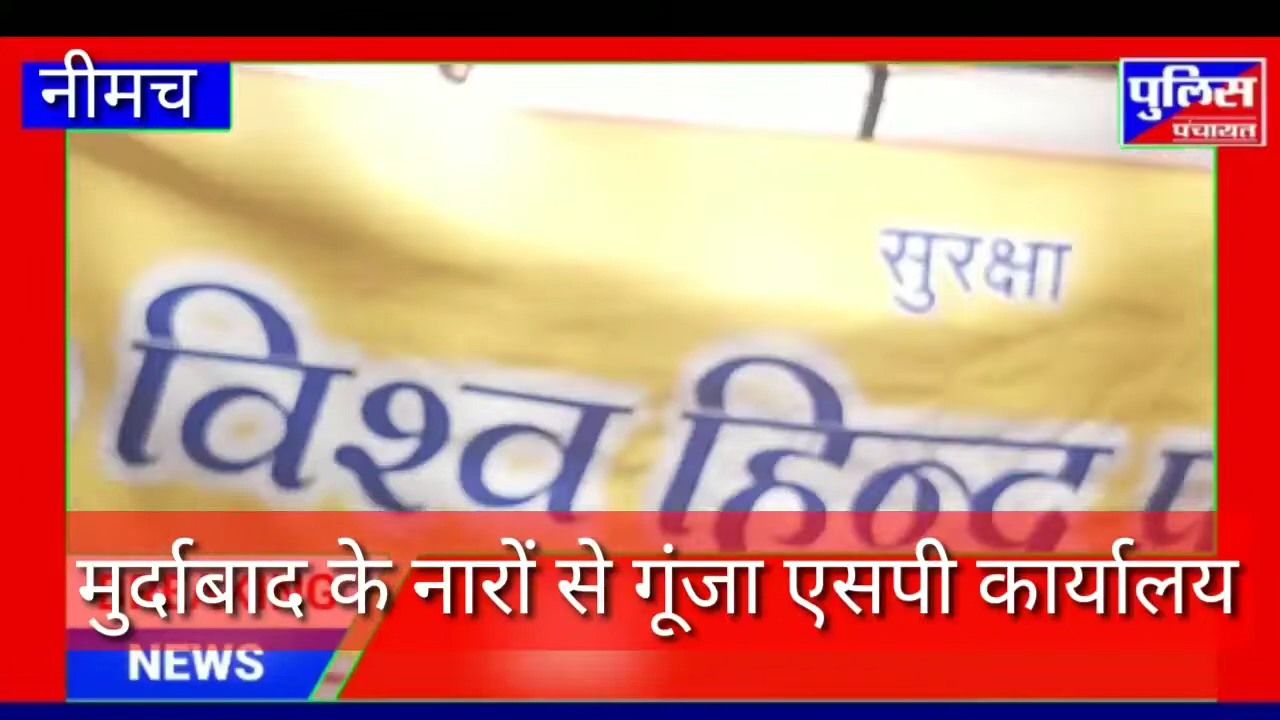 नीमच
पुलिस
पंचायत
सुरक्षा
विश्व हिन्द
मुर्दाबाद के नारों से गूंजा एसपी कार्यालय
NEWS